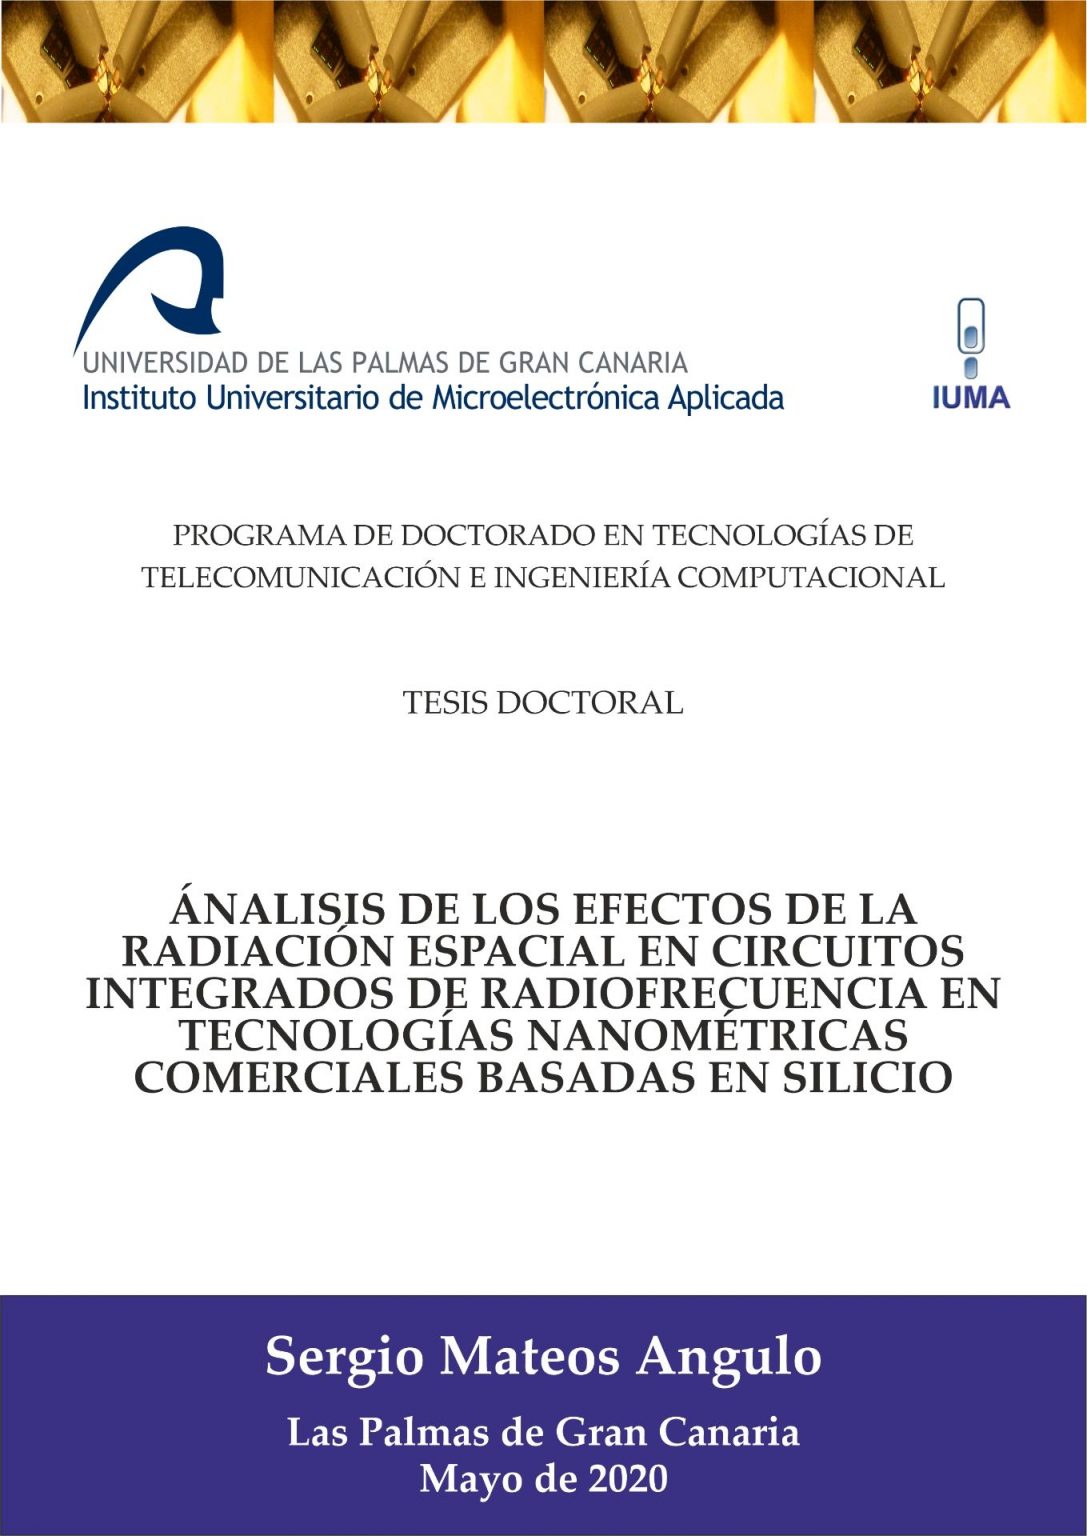 UNIVERSIDAD DE LAS PALMAS DE GRAN CANARIA
Instituto Universitario de Microelectrónica Aplicada
IUMA
PROGRAMA DE DOCTORADO EN TECNOLOGÍAS DE
TELECOMUNICACIÓN E INGENIERÍA COMPUTACIONAL
TESIS DOCTORAL
ÁNALISIS DE LOS EFECTOS DE LA
RADIACIÓN ESPACIAL EN CIRCUITOS
INTEGRADOS DE RADIOFRECUENCIA EN
TECNOLOGÍAS NANOMÉTRICAS
COMERCIALES BASADAS EN SILICIO
Sergio Mateos Angulo
Las Palmas de Gran Canaria
Mayo de 2020